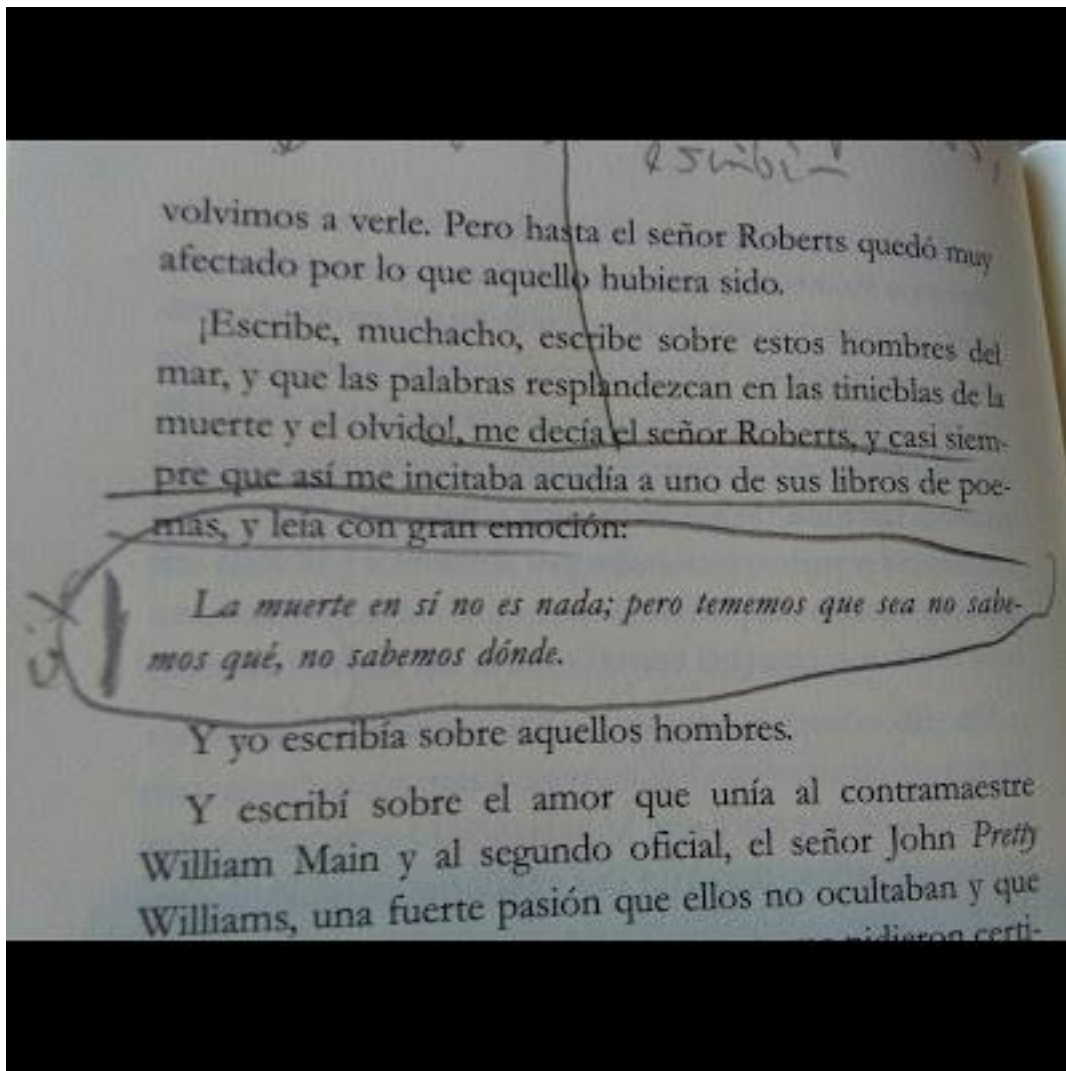 escribir
volvimos a verle. Pero hasta el señor Roberts quedó muy
afectado por lo que aquello hubiera sido.
¡Escribe, muchacho, escribe sobre estos hombres del
mar, y que las palabras resplandezcan en las tinieblas de la
muerte y el olvido!, me decía el señor Roberts, y casi siem-
pre que así me incitaba acudía a uno de sus libros de poe-
mas, y leía con gran emoción:
La muerte en sí no es nada; pero tememos que sea no sabe-
mos qué, no sabemos dónde.
Y yo escribía sobre aquellos hombres.
Y escribí sobre el amor que unía al contramaestre
William Main y al segundo oficial, el señor John Pretty
Williams, una fuerte pasión que ellos no ocultaban y que
pidieron certi-